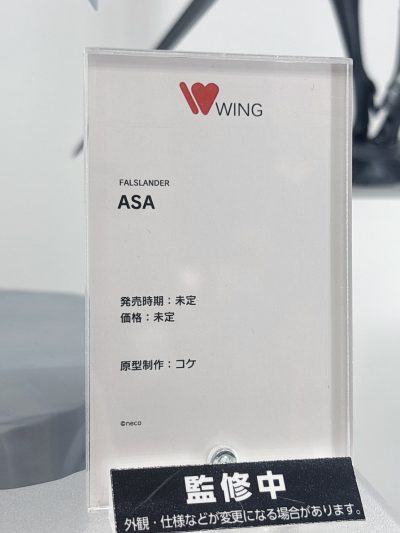 WING
FALSLANDER
ASA
発売時期：未定
価格：未定
原型制作：コケ
©neco
監修中
外観・仕様などが変更になる場合があります。